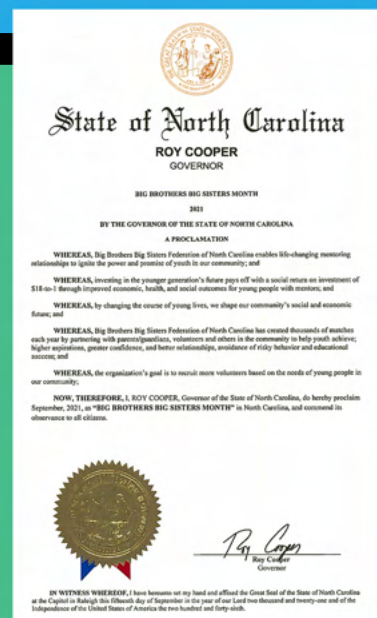 State of North Carolina
ROY COOPER
GOVERNOR
BIG BROTHERS BIG SISTERS MONTH
2021
BY THE GOVERNOR OF THE STATE OF NORTH CAROLINA
A PROCLAMATION
WHEREAS, Big Brothers Big Sisters Federation of North Carolina enables life-changing mentoring
relationships to ignite the power and promise of youth in our community; and
WHEREAS, investing in the younger generation's future pays off with a social return on investment of
$18-to-1 through improved economic, health, and social outcomes for young people with mentors; and
WHEREAS, by changing the course of young lives, we shape our community's social and economic
future; and
WHEREAS, Big Brothers Big Sisters Federation of North Carolina has created thousands of matches
each year by partnering with parents/guardians, volunteers and others in the community to help youth achieve;
higher aspirations, greater confidence, and better relationships, avoidance of risky behavior and educational
success; and
WHEREAS, the organization's goal is to recruit more volunteers based on the needs of young people in
our community;
NOW, THEREFORE, I, ROY COOPER, Governor of the State of North Carolina, do hereby proclaim
September, 2021, as "BIG BROTHERS BIG SISTERS MONTH" in North Carolina, and commend its
observance to all citizens.
Roy Cooper
Roy Cooper
Governor
IN WITNESS WHEREOF, I have hereunto set my hand and affixed the Great Seal of the State of North Carolina
at the Capitol in Raleigh this fifteenth day of September in the year of our Lord two thousand and twenty-one and of the
Independence of the United States of America the two hundred and forty-sixth.